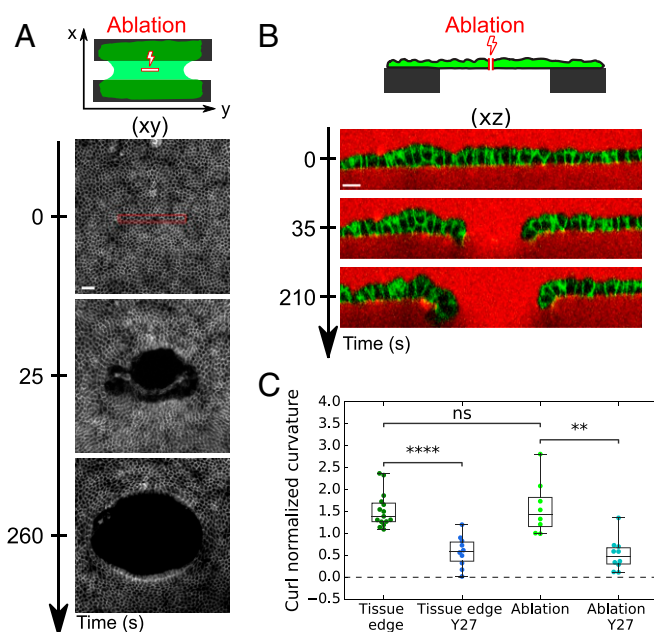 A
Ablation
x
y
(xy)
0
25
260
Time (s)
B
Ablation
(xz)
0
35
210
Time (s)
C
Curl normalized curvature
4.0
3.5
3.0
2.5
2.0
1.5
1.0
0.5
0.0
−0.5
ns
****
**
Tissue edge
Tissue edge Y27
Ablation
Ablation Y27